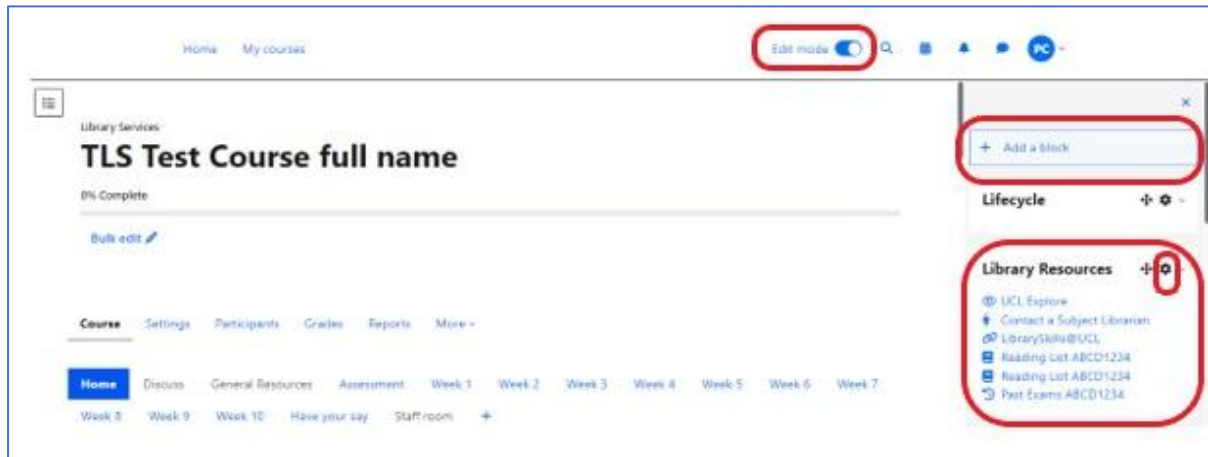 Home My courses Edit mode PC
Library Services
TLS Test Course full name
0% Complete
Bulk edit
Course Settings Participants Grades Reports More
Home Discuss General Resources Assessment Week 1 Week 2 Week 3 Week 4 Week 5 Week 6 Week 7
Week 8 Week 9 Week 10 Have your say Staff room +
×
+ Add a block
Lifecycle
Library Resources
UCL Explore
Contact a Subject Librarian
LibrarySkills@UCL
Reading List ABCD1234
Reading List ABCD1234
Past Exams ABCD1234